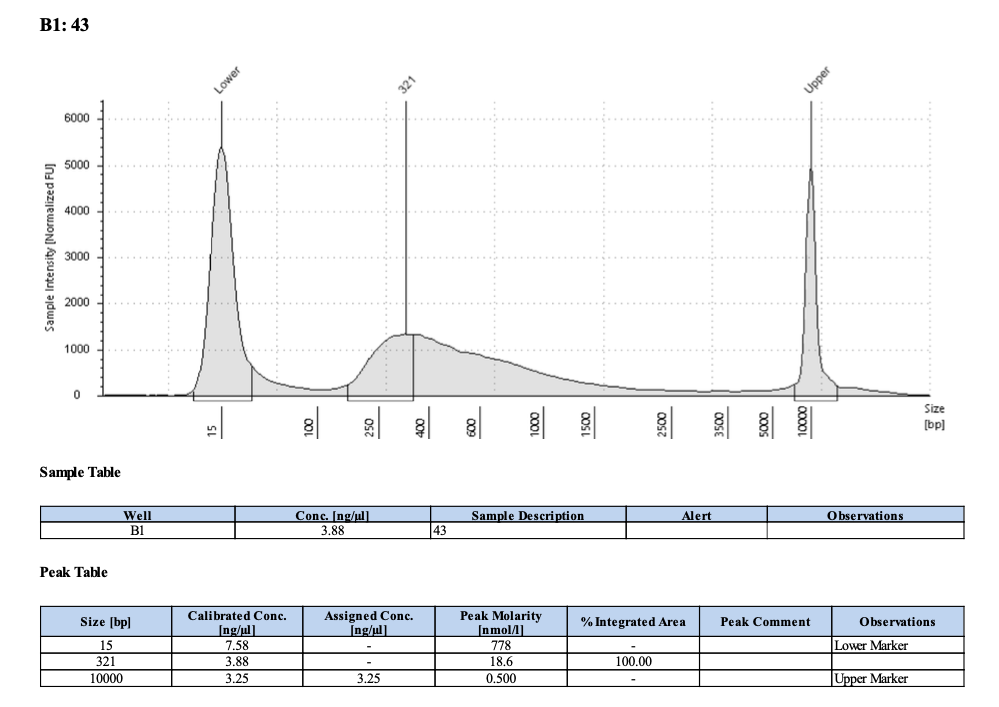 B1: 43
Lower
321
Upper
Sample Intensity [Normalized FU]
6000
5000
4000
3000
2000
1000
0
15
100
250
400
600
1000
1500
2500
3500
5000
10000
Size
[bp]
Sample Table
Well Conc. [ng/µl] Sample Description Alert Observations
B1 3.88 43
Peak Table
Size [bp] Calibrated Conc. [ng/µl] Assigned Conc. [ng/µl] Peak Molarity [nmol/l] % Integrated Area Peak Comment Observations
15 7.58 - 778 - Lower Marker
321 3.88 - 18.6 100.00
10000 3.25 3.25 0.500 - Upper Marker